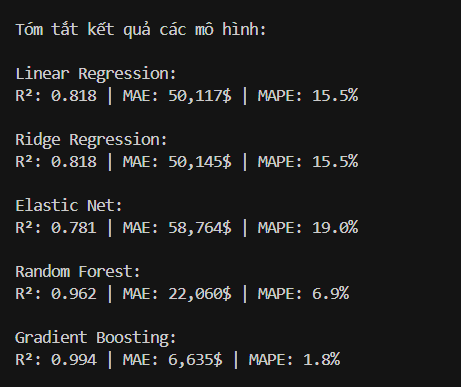 Tóm tắt kết quả các mô hình:
Linear Regression:
R²: 0.818 | MAE: 50,117$ | MAPE: 15.5%
Ridge Regression:
R²: 0.818 | MAE: 50,145$ | MAPE: 15.5%
Elastic Net:
R²: 0.781 | MAE: 58,764$ | MAPE: 19.0%
Random Forest:
R²: 0.962 | MAE: 22,060$ | MAPE: 6.9%
Gradient Boosting:
R²: 0.994 | MAE: 6,635$ | MAPE: 1.8%